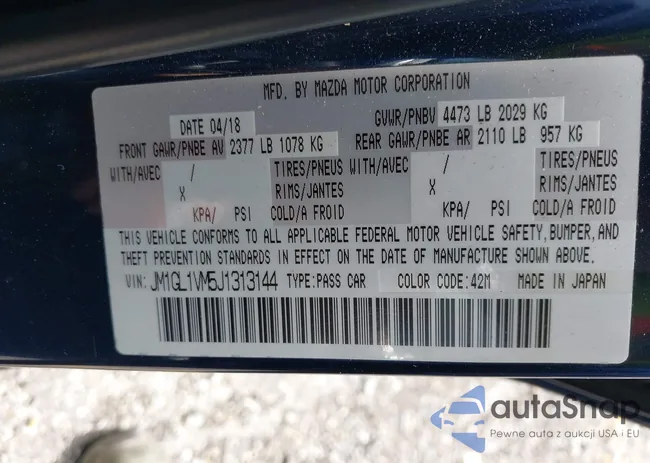 MFD. BY MAZDA MOTOR CORPORATION
DATE 04/18 GVWR/PNBV 4473 LB 2029 KG
FRONT GAWR/PNBE AV 2377 LB 1078 KG REAR GAWR/PNBE AR 2110 LB 957 KG
WITH/AVEC / TIRES/PNEUS WITH/AVEC / TIRES/PNEUS
X RIMS/JANTES X RIMS/JANTES
KPA/ PSI COLD/A FROID KPA/ PSI COLD/A FROID
THIS VEHICLE CONFORMS TO ALL APPLICABLE FEDERAL MOTOR VEHICLE SAFETY, BUMPER, AND
THEFT PREVENTION STANDARDS IN EFFECT ON THE DATE OF MANUFACTURE SHOWN ABOVE.
VIN: JM1GL1VM5J1313144 TYPE: PASS CAR COLOR CODE: 42M MADE IN JAPAN
autaSnap
Pewne auta z aukcji USA i EU